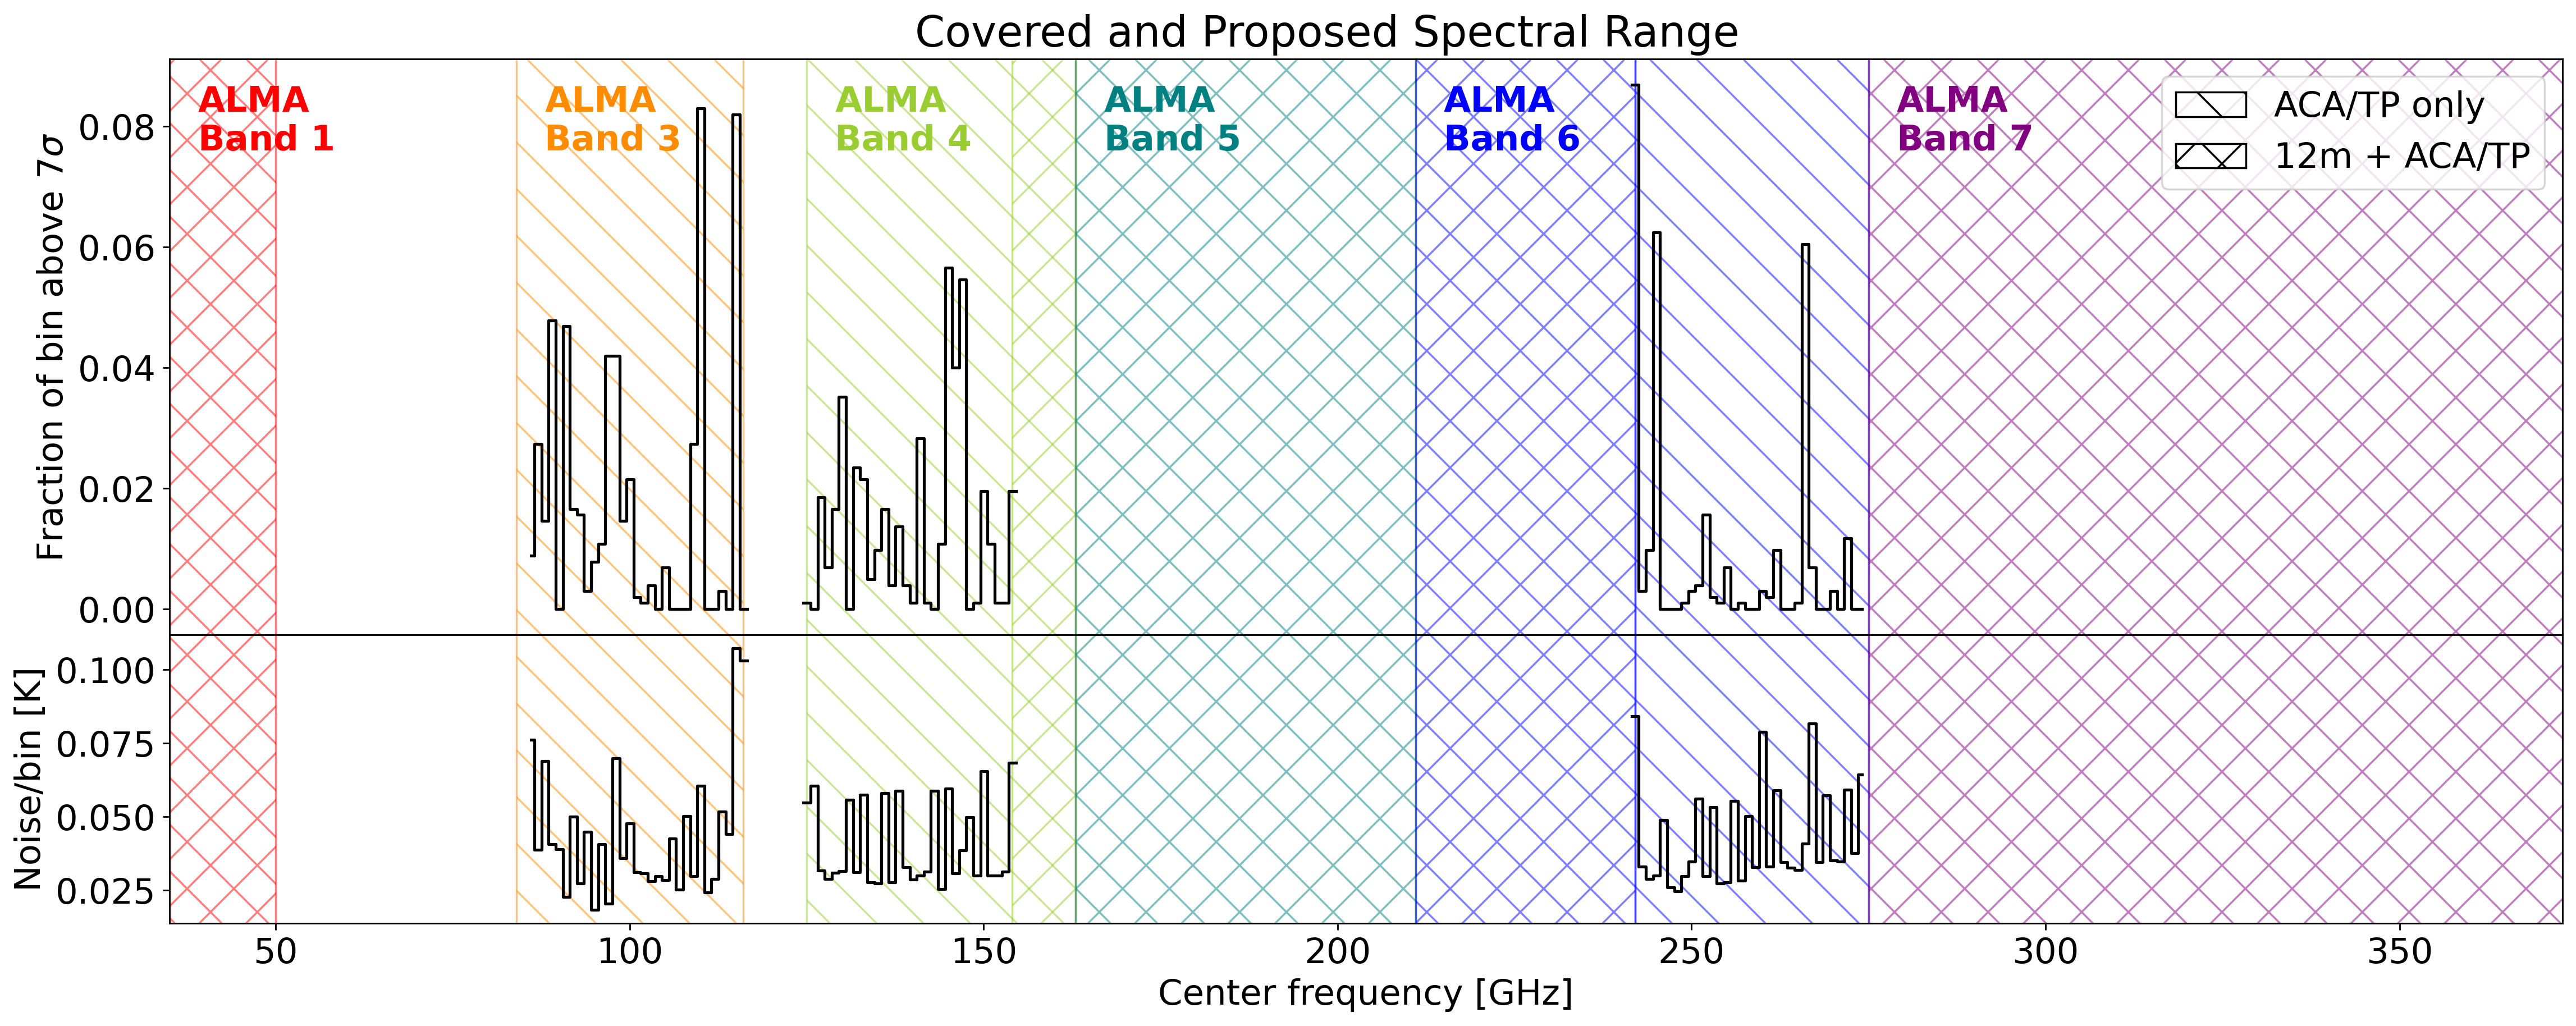 Covered and Proposed Spectral Range
ALMA
Band 1
ALMA
Band 3
ALMA
Band 4
ALMA
Band 5
ALMA
Band 6
ALMA
Band 7
ACA/TP only
12m + ACA/TP
Fraction of bin above 7σ
0.08
0.06
0.04
0.02
0.00
Noise/bin [K]
0.100
0.075
0.050
0.025
50
100
150
200
250
300
350
Center frequency [GHz]